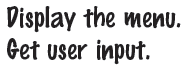 Display the menu.
Get user input.